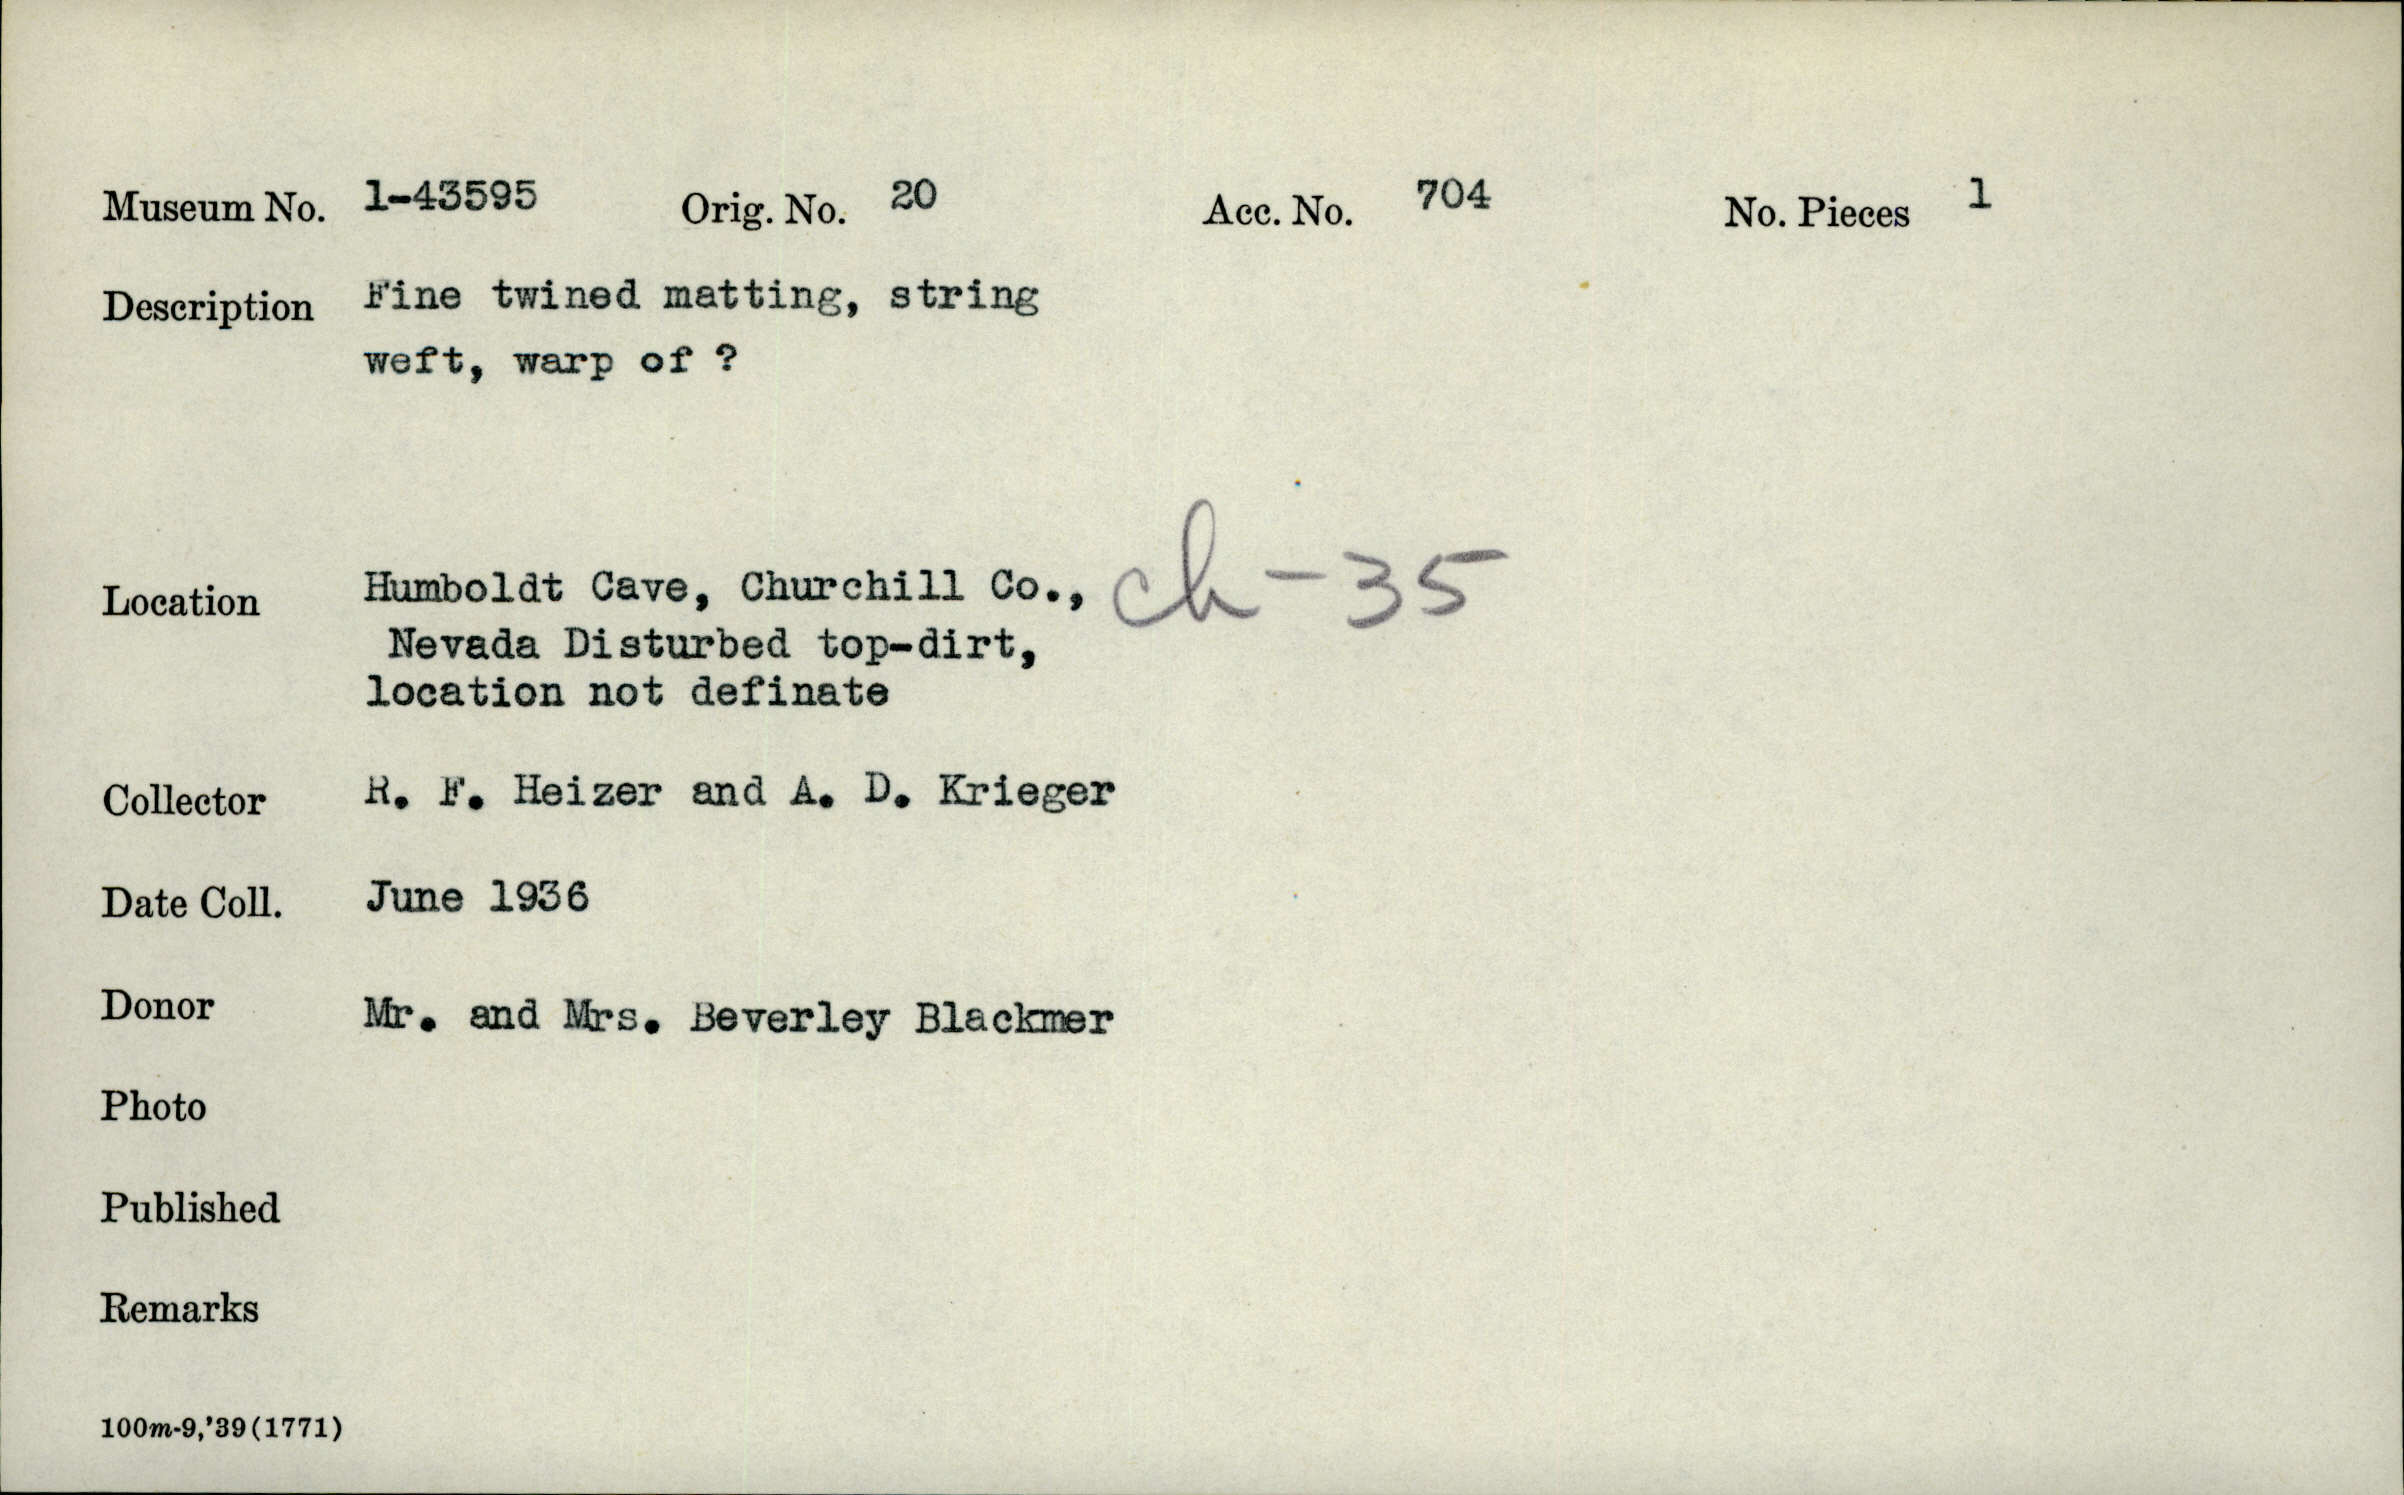 Museum No. 1-43595 Orig. No. 20 Acc. No. 704 No. Pieces 1
Description Fine twined matting, string
weft, warp of ?
Location Humboldt Cave, Churchill Co., Ch-35
Nevada Disturbed top-dirt,
location not definate
Collector R. F. Heizer and A. D. Krieger
Date Coll. June 1936
Donor Mr. and Mrs. Beverley Blackmer
Photo
Published
Remarks
100m-9,'39(1771)